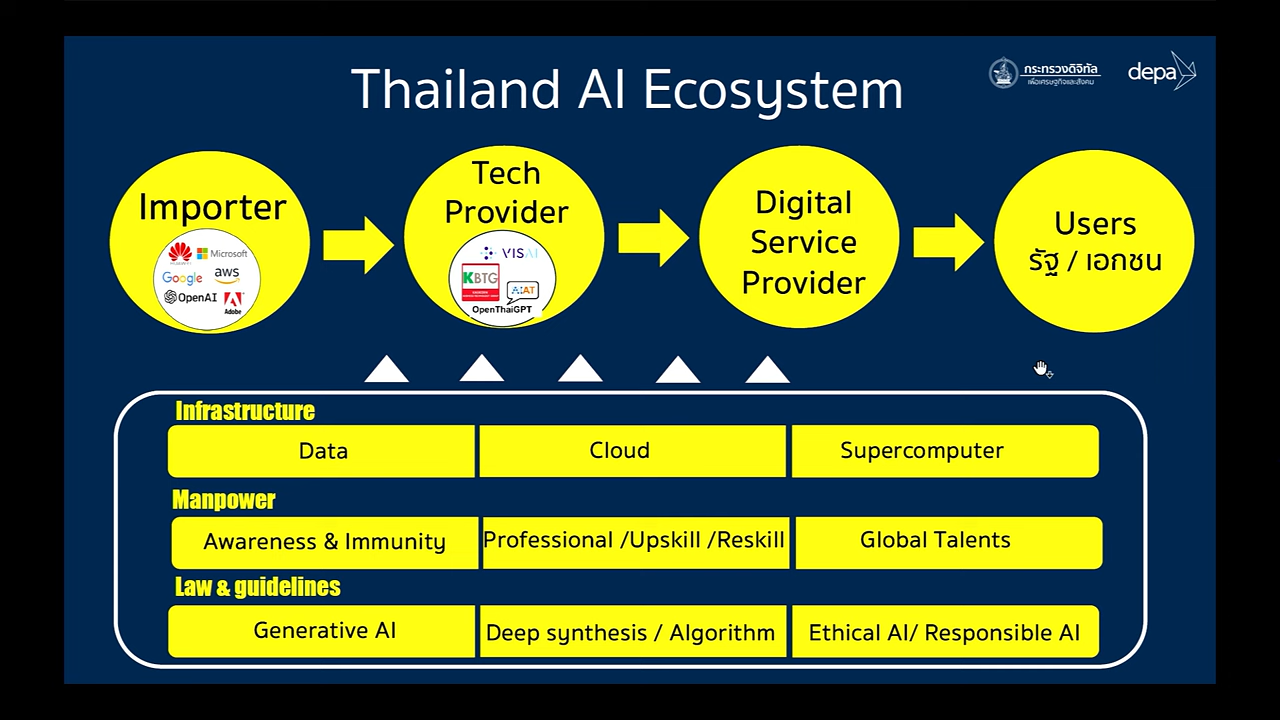 Thailand AI Ecosystem
กระทรวงดิจิทัล
เพื่อเศรษฐกิจและสังคม
depa
Importer
HUAWEI
Microsoft
Google
aws
OpenAI
Adobe
Tech
Provider
VISAI
KBTG
AIAT
OpenThaiGPT
Digital
Service
Provider
Users
รัฐ / เอกชน
Infrastructure
Data
Cloud
Supercomputer
Manpower
Awareness & Immunity
Professional /Upskill /Reskill
Global Talents
Law & guidelines
Generative AI
Deep synthesis / Algorithm
Ethical AI/ Responsible AI